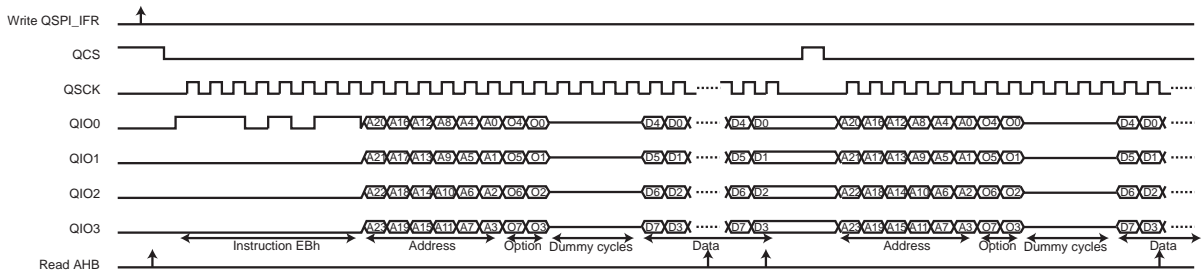 Write QSPI_IFR
QCS
QSCK
QIO0 A20 A16 A12 A8 A4 A0 O4 O0 D4 D0 D4 D0 A20 A16 A12 A8 A4 A0 O4 O0 D4 D0
QIO1 A21 A17 A13 A9 A5 A1 O5 O1 D5 D1 D5 D1 A21 A17 A13 A9 A5 A1 O5 O1 D5 D1
QIO2 A22 A18 A14 A10 A6 A2 O6 O2 D6 D2 D6 D2 A22 A18 A14 A10 A6 A2 O6 O2 D6 D2
QIO3 A23 A19 A15 A11 A7 A3 O7 O3 D7 D3 D7 D3 A23 A19 A15 A11 A7 A3 O7 O3 D7 D3
Instruction EBh Address Option Dummy cycles Data Address Option Dummy cycles Data
Read AHB